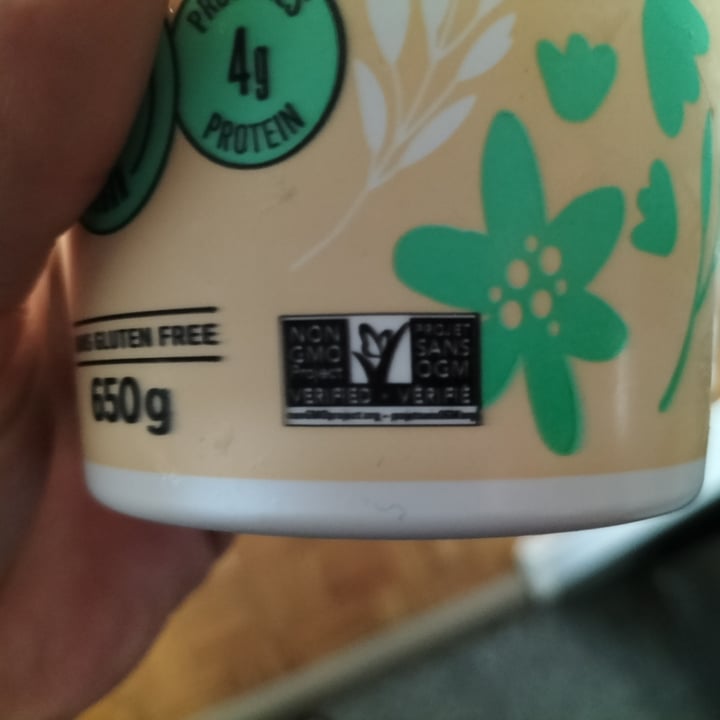 4g
PROTEIN
GLUTEN FREE
650g
NON
GMO
Project
VERIFIED
PROJET
SANS
OGM
VÉRIFIÉ